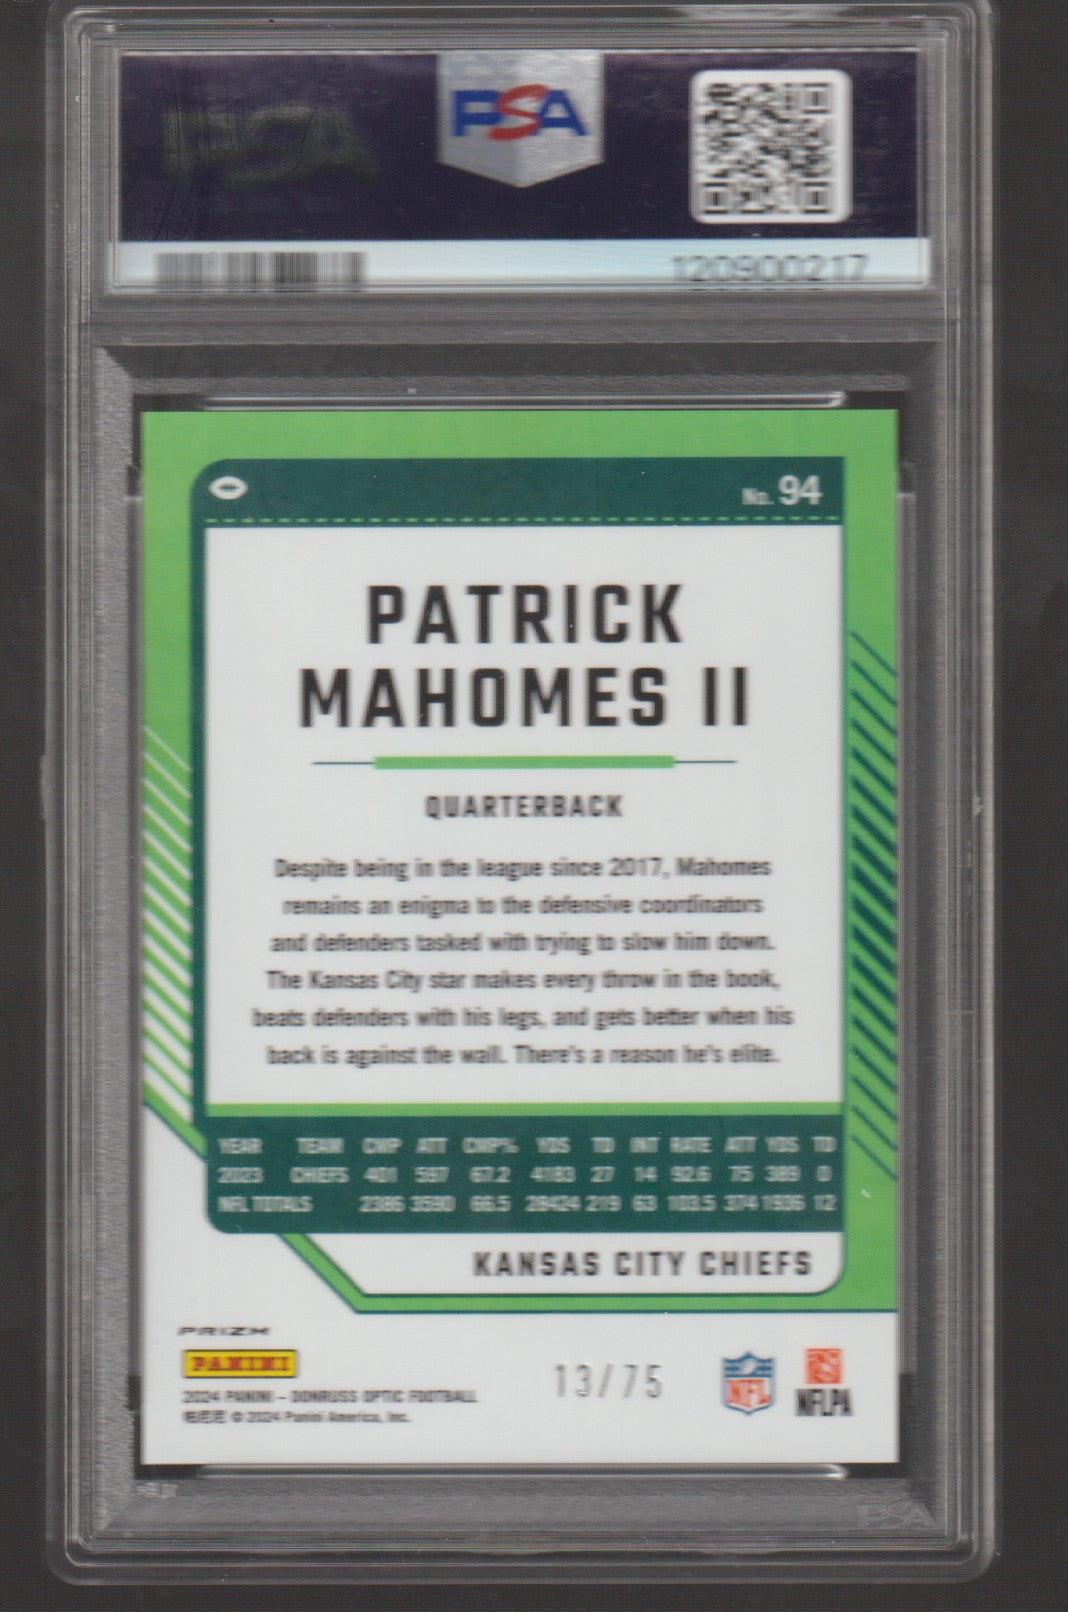 PSA
PSA
120900217
No. 94
PATRICK
MAHOMES II
QUARTERBACK
Despite being in the league since 2017, Mahomes
remains an enigma to the defensive coordinators
and defenders tasked with trying to slow him down.
The Kansas City star makes every throw in the book,
beats defenders with his legs, and gets better when his
back is against the wall. There's a reason he's elite.
YEAR TEAM CMP ATT CMP% YDS TD INT RATE ATT YDS TD
2023 CHIEFS 401 597 67.2 4183 27 14 92.6 75 389 0
NFL TOTALS 2386 3590 66.5 28424 219 63 103.5 374 1936 12
KANSAS CITY CHIEFS
PRIZM
PANINI
13/75
NFL
NFLPA
2024 PANINI – DONRUSS OPTIC FOOTBALL
© 2024 Panini America, Inc.
PSA